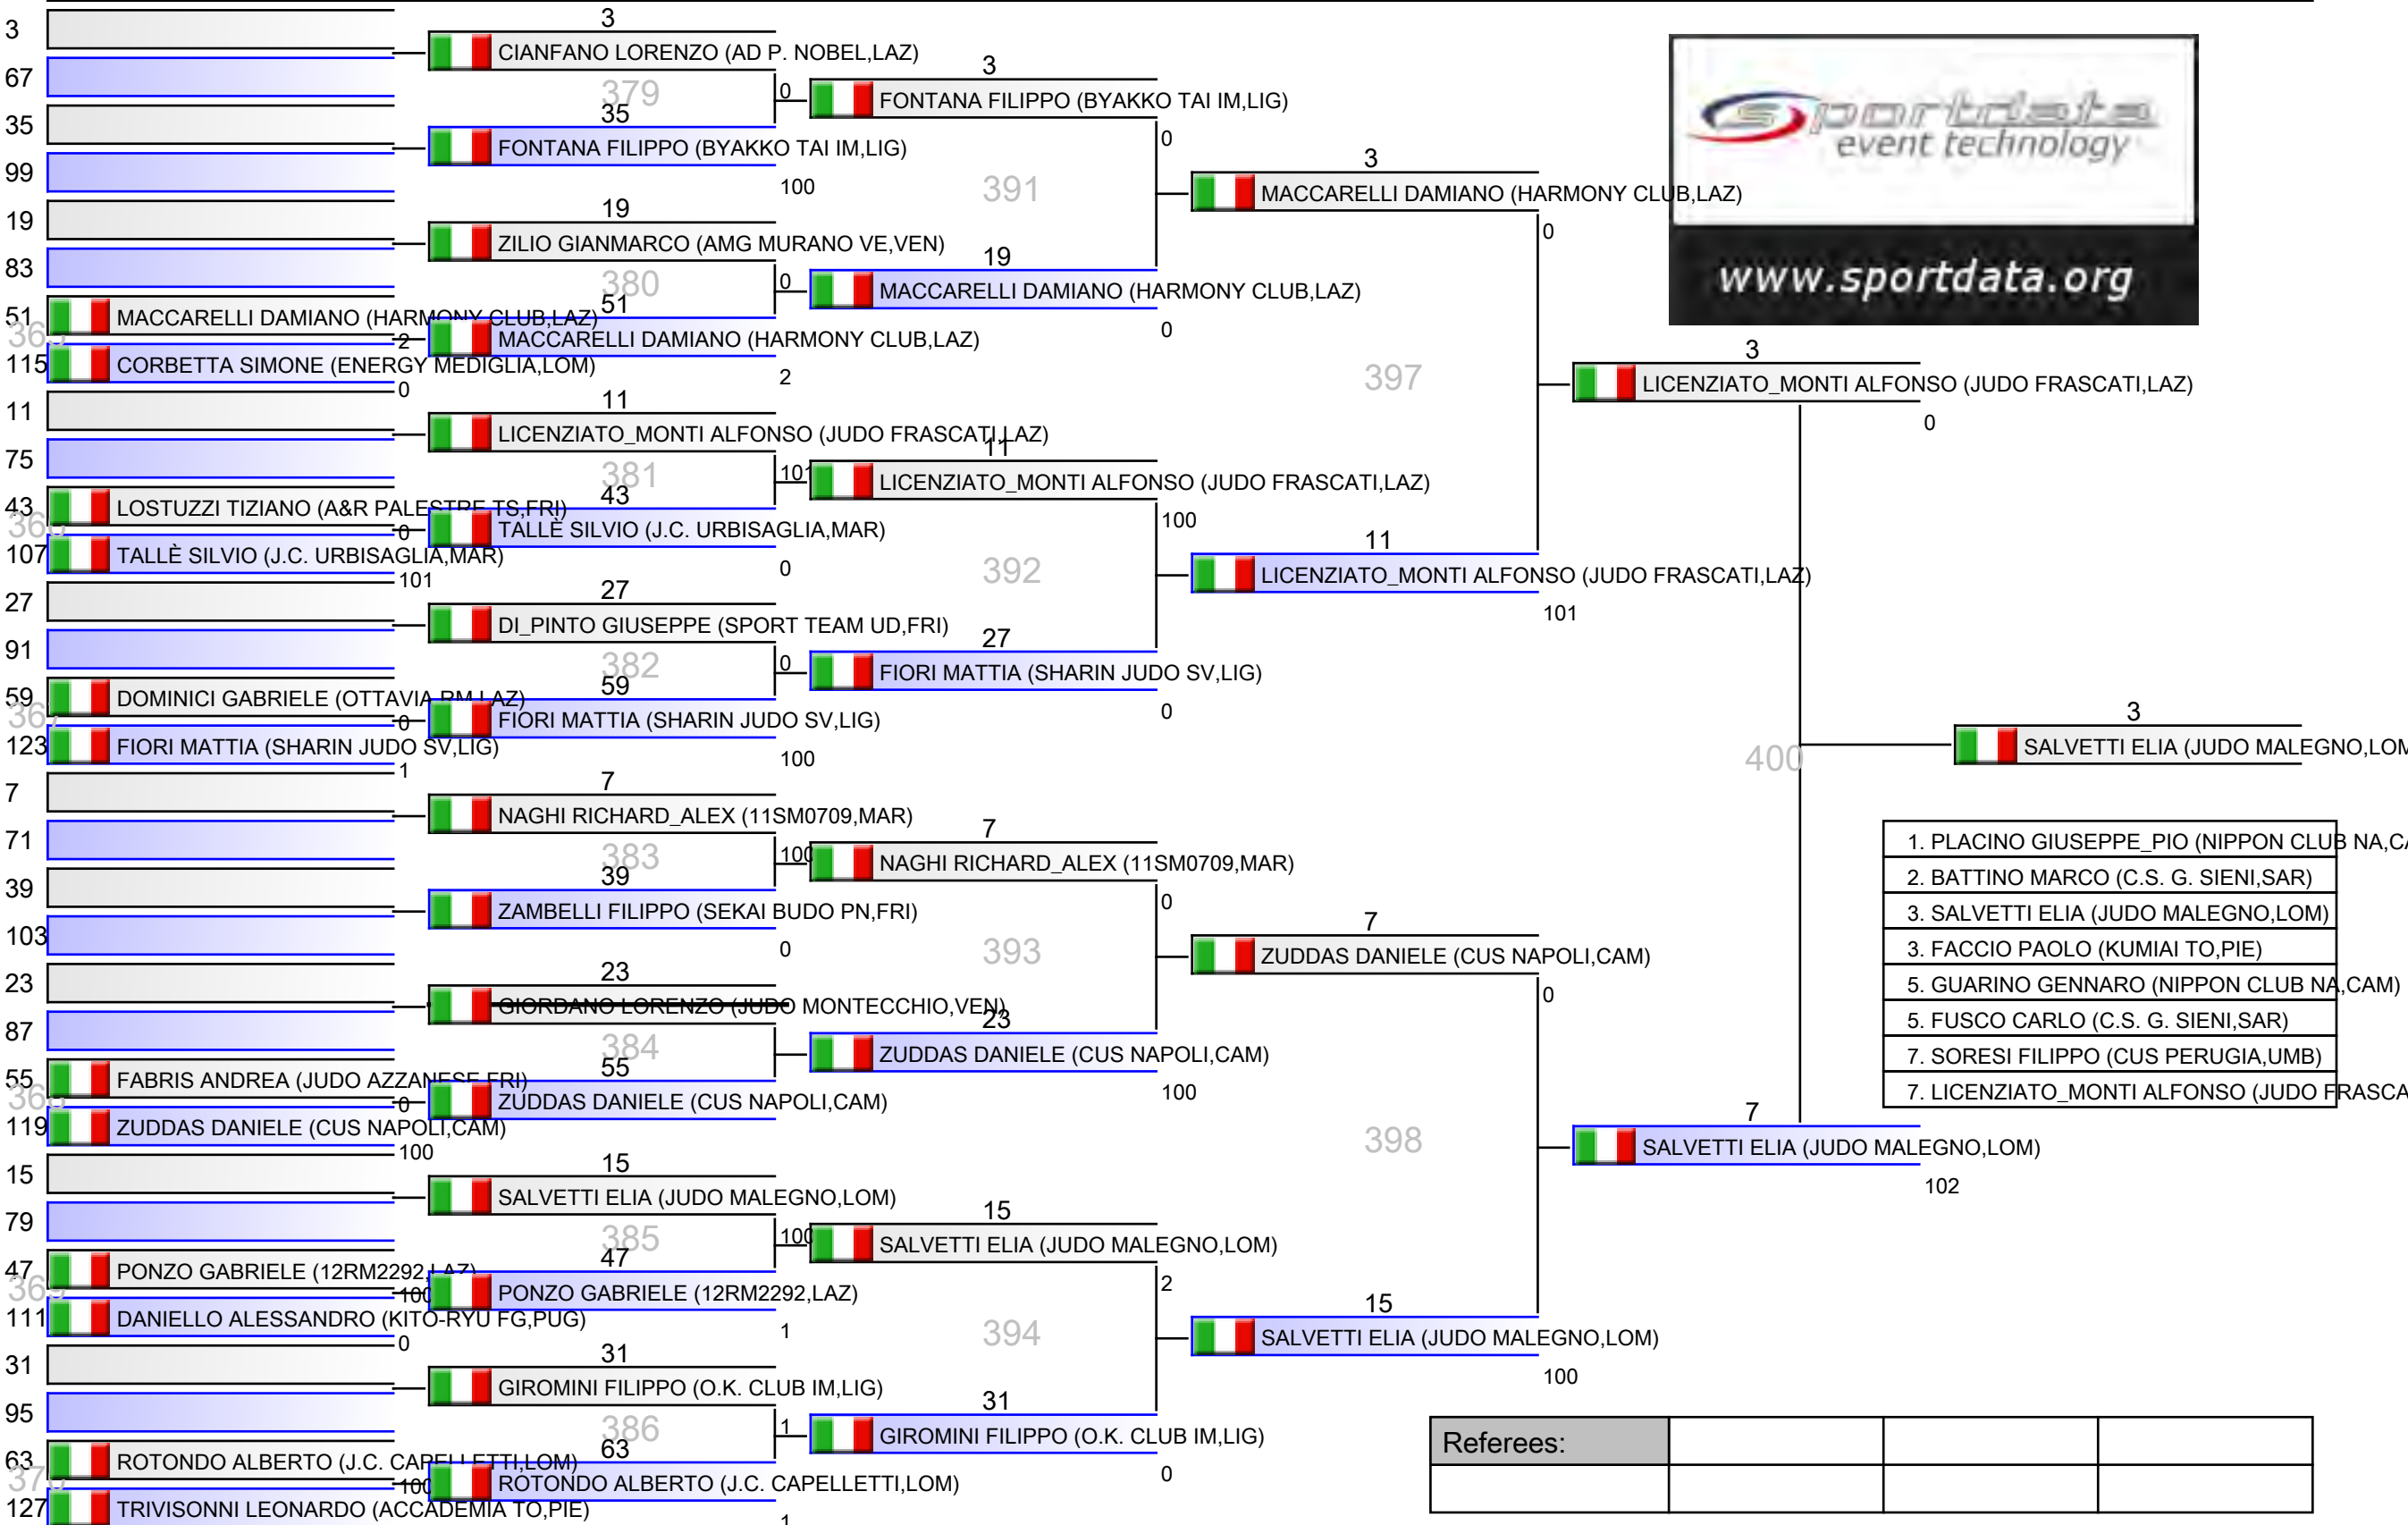 3
67
35
99
19
83
51
MACCARELLI DAMIANO (HARMONY CLUB,LAZ)
2
115
CORBETTA SIMONE (ENERGY MEDIGLIA,LOM)
0
11
75
43
LOSTUZZI TIZIANO (A&R PALESTRE TS,FRI)
0
107
TALLÈ SILVIO (J.C. URBISAGLIA,MAR)
101
27
91
59
DOMINICI GABRIELE (OTTAVIA RM,LAZ)
0
123
FIORI MATTIA (SHARIN JUDO SV,LIG)
1
7
71
39
103
23
87
55
FABRIS ANDREA (JUDO AZZANESE,FRI)
0
119
ZUDDAS DANIELE (CUS NAPOLI,CAM)
100
15
79
47
PONZO GABRIELE (12RM2292,LAZ)
100
111
DANIELLO ALESSANDRO (KITO-RYU FG,PUG)
0
31
95
63
ROTONDO ALBERTO (J.C. CAPELLETTI,LOM)
100
127
TRIVISONNI LEONARDO (ACCADEMIA TO,PIE)
3
CIANFANO LORENZO (AD P. NOBEL,LAZ)
379
0
35
FONTANA FILIPPO (BYAKKO TAI IM,LIG)
100
19
ZILIO GIANMARCO (AMG MURANO VE,VEN)
380
0
51
MACCARELLI DAMIANO (HARMONY CLUB,LAZ)
2
11
LICENZIATO_MONTI ALFONSO (JUDO FRASCATI,LAZ)
381
101
43
TALLÈ SILVIO (J.C. URBISAGLIA,MAR)
0
27
DI_PINTO GIUSEPPE (SPORT TEAM UD,FRI)
382
0
59
FIORI MATTIA (SHARIN JUDO SV,LIG)
100
7
NAGHI RICHARD_ALEX (11SM0709,MAR)
383
100
39
ZAMBELLI FILIPPO (SEKAI BUDO PN,FRI)
0
23
GIORDANO LORENZO (JUDO MONTECCHIO,VEN)
384
55
ZUDDAS DANIELE (CUS NAPOLI,CAM)
15
SALVETTI ELIA (JUDO MALEGNO,LOM)
385
100
47
PONZO GABRIELE (12RM2292,LAZ)
1
31
GIROMINI FILIPPO (O.K. CLUB IM,LIG)
386
1
63
ROTONDO ALBERTO (J.C. CAPELLETTI,LOM)
1
3
FONTANA FILIPPO (BYAKKO TAI IM,LIG)
0
391
19
MACCARELLI DAMIANO (HARMONY CLUB,LAZ)
0
11
LICENZIATO_MONTI ALFONSO (JUDO FRASCATI,LAZ)
100
392
27
FIORI MATTIA (SHARIN JUDO SV,LIG)
0
7
NAGHI RICHARD_ALEX (11SM0709,MAR)
0
393
23
ZUDDAS DANIELE (CUS NAPOLI,CAM)
100
15
SALVETTI ELIA (JUDO MALEGNO,LOM)
2
394
31
GIROMINI FILIPPO (O.K. CLUB IM,LIG)
0
3
MACCARELLI DAMIANO (HARMONY CLUB,LAZ)
0
397
11
LICENZIATO_MONTI ALFONSO (JUDO FRASCATI,LAZ)
101
7
ZUDDAS DANIELE (CUS NAPOLI,CAM)
0
398
15
SALVETTI ELIA (JUDO MALEGNO,LOM)
100
sportdata
event technology
www.sportdata.org
3
LICENZIATO_MONTI ALFONSO (JUDO FRASCATI,LAZ)
0
400
7
SALVETTI ELIA (JUDO MALEGNO,LOM)
102
3
SALVETTI ELIA (JUDO MALEGNO,LOM
1. PLACINO GIUSEPPE_PIO (NIPPON CLUB NA,CA
2. BATTINO MARCO (C.S. G. SIENI,SAR)
3. SALVETTI ELIA (JUDO MALEGNO,LOM)
3. FACCIO PAOLO (KUMIAI TO,PIE)
5. GUARINO GENNARO (NIPPON CLUB NA,CAM)
5. FUSCO CARLO (C.S. G. SIENI,SAR)
7. SORESI FILIPPO (CUS PERUGIA,UMB)
7. LICENZIATO_MONTI ALFONSO (JUDO FRASCA
Referees: